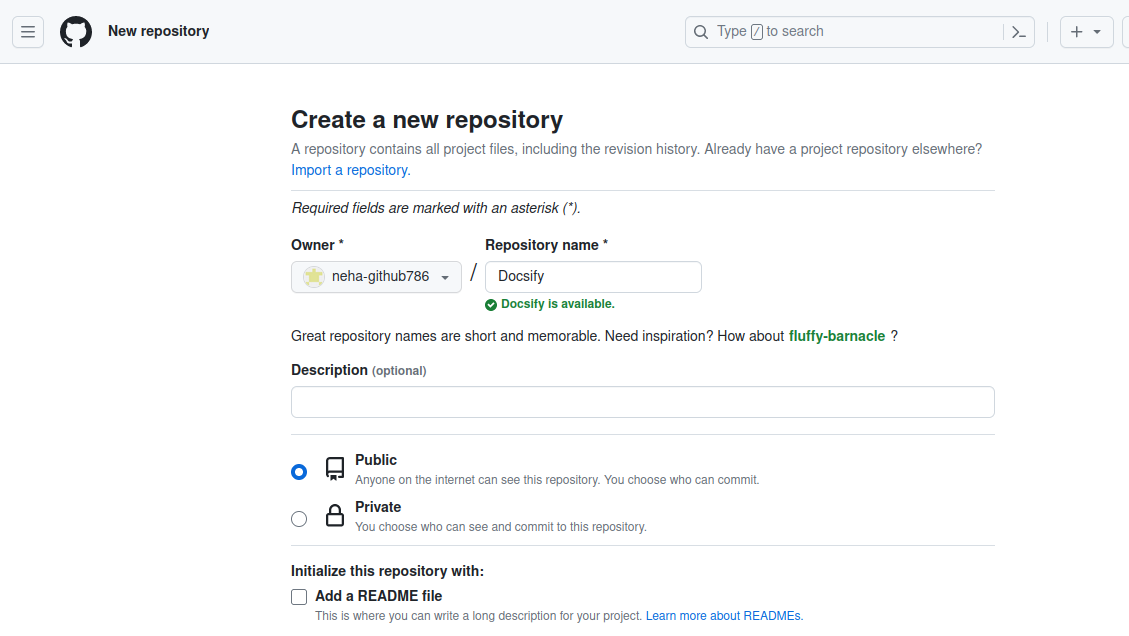 New repository
Type / to search
Create a new repository
A repository contains all project files, including the revision history. Already have a project repository elsewhere?
Import a repository.
Required fields are marked with an asterisk (*).
Owner * Repository name *
neha-github786 / Docsify
Docsify is available.
Great repository names are short and memorable. Need inspiration? How about fluffy-barnacle ?
Description (optional)
Public
Anyone on the internet can see this repository. You choose who can commit.
Private
You choose who can see and commit to this repository.
Initialize this repository with:
Add a README file
This is where you can write a long description for your project. Learn more about READMEs.